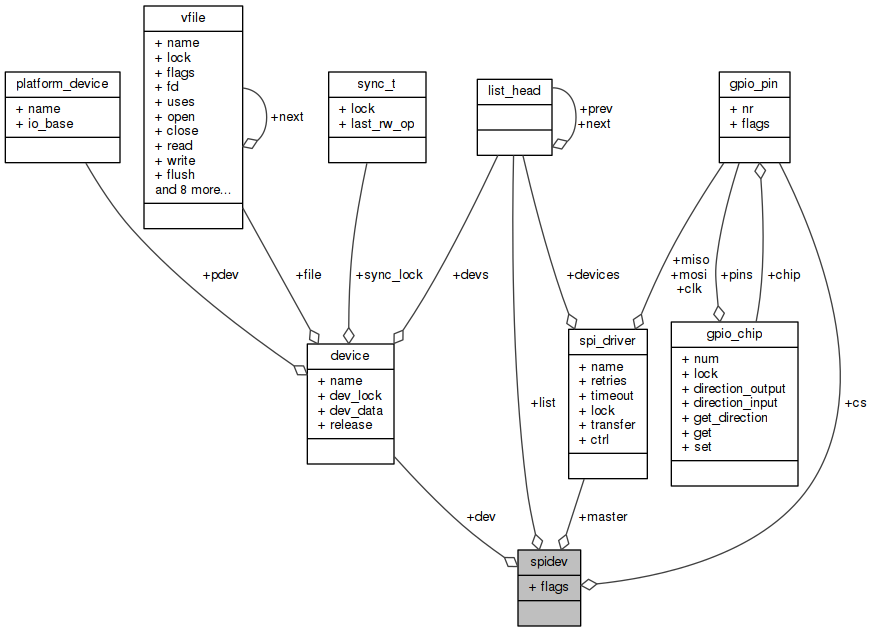 vfile
+ name
+ lock
+ flags
+ fd
+ uses
+ open
+ close
+ read
+ write
+ flush
and 8 more...
+next
platform_device
+ name
+ io_base
sync_t
+ lock
+ last_rw_op
list_head
+prev
+next
gpio_pin
+ nr
+ flags
+pdev
+file
+sync_lock
+devs
+devices
+miso
+mosi
+clk
+pins
+chip
device
+ name
+ dev_lock
+ dev_data
+ release
spi_driver
+ name
+ retries
+ timeout
+ lock
+ transfer
+ ctrl
gpio_chip
+ num
+ lock
+ direction_output
+ direction_input
+ get_direction
+ get
+ set
+list
+cs
+dev
+master
spidev
+ flags